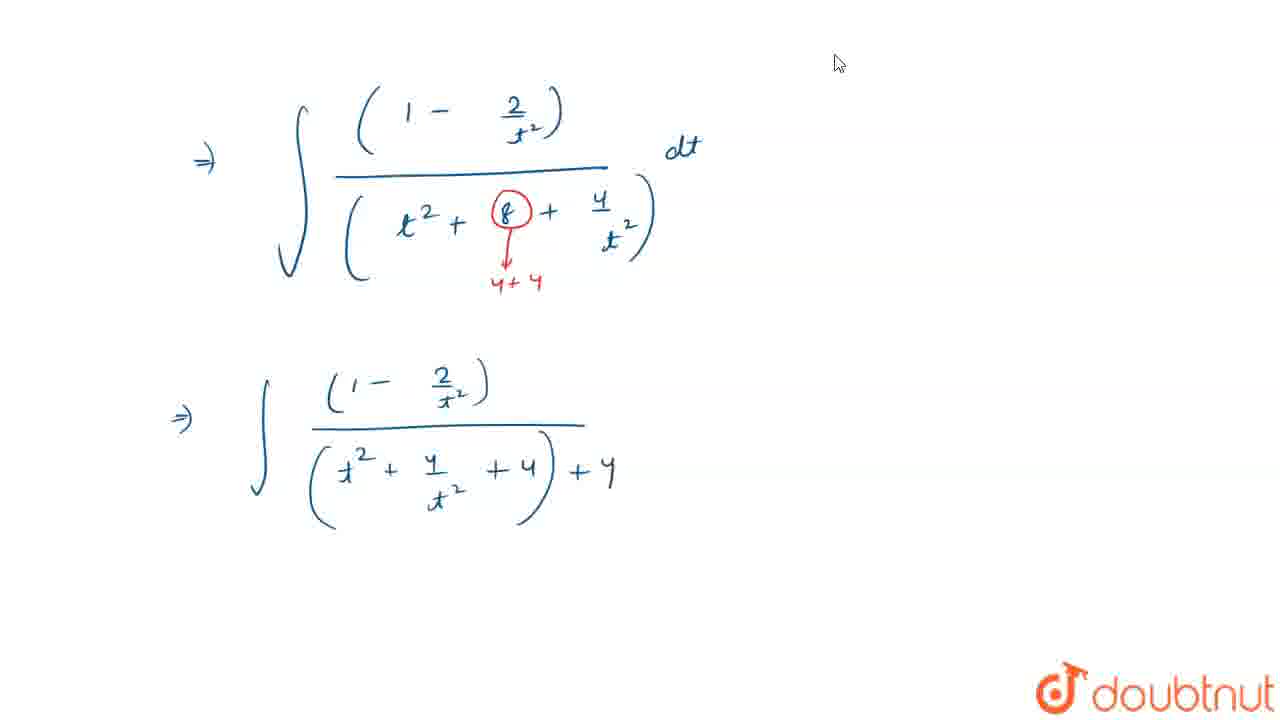 ⇒ ∫ (1 - 2/t²) / (t² + 8 + 4/t²) dt
4+4
⇒ ∫ (1 - 2/t²) / (t² + 4/t² + 4) + 4
doubtnut